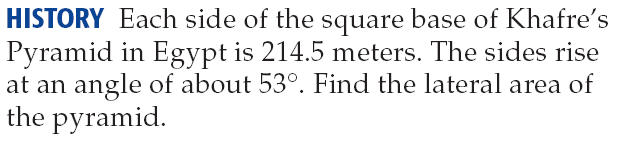 HISTORY Each side of the square base of Khafre's
Pyramid in Egypt is 214.5 meters. The sides rise
at an angle of about 53°. Find the lateral area of
the pyramid.